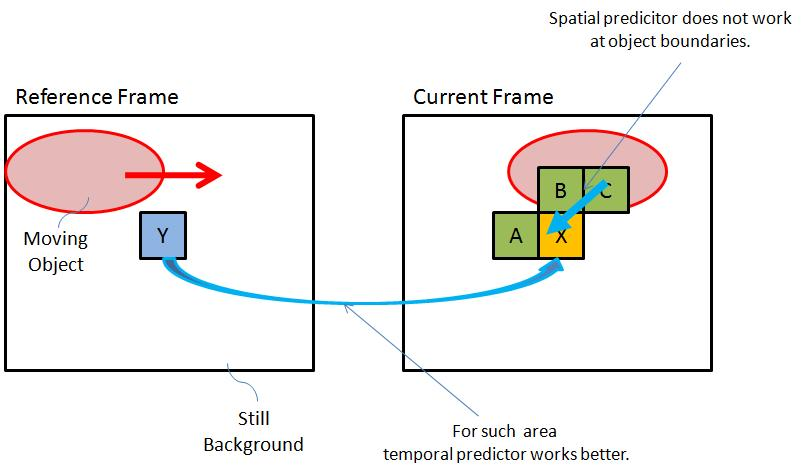 Spatial predicitor does not work
at object boundaries.
Reference Frame
Current Frame
B
C
Y
A
X
Moving
Object
Still
Background
For such area
temporal predictor works better.